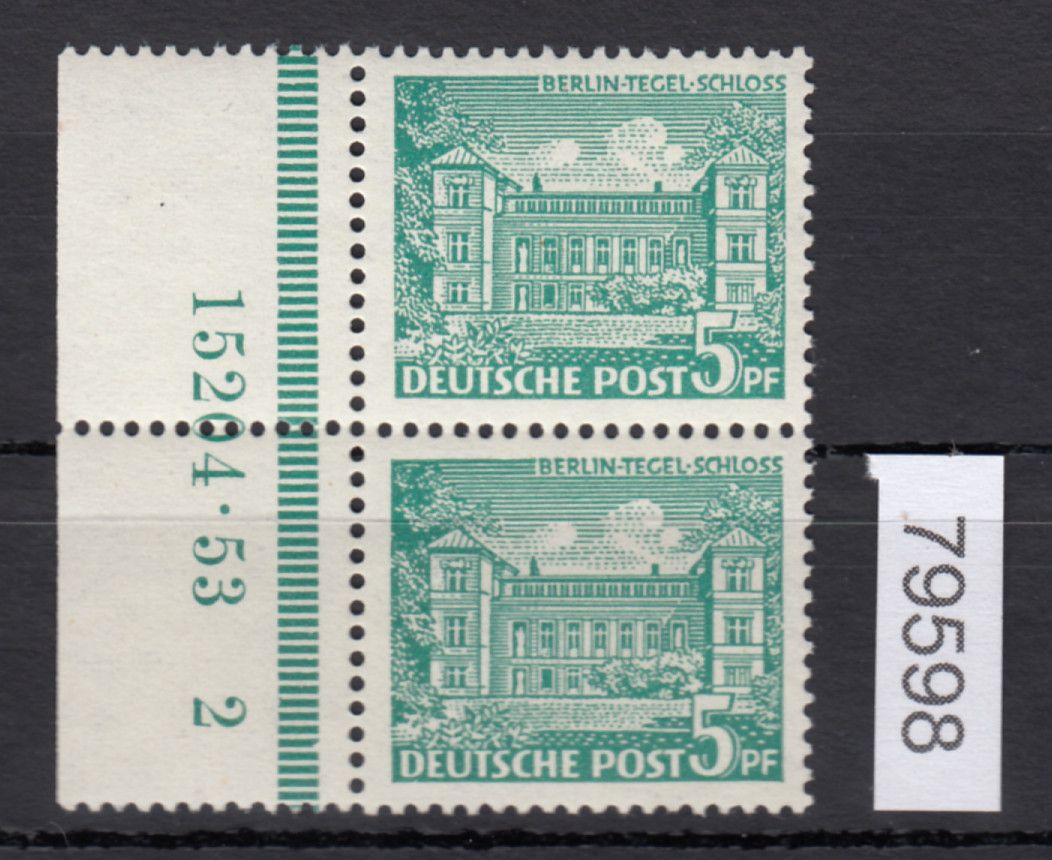 BERLIN-TEGEL-SCHLOSS
DEUTSCHE POST 5 PF
BERLIN-TEGEL-SCHLOSS
DEUTSCHE POST 5 PF
15204·53 2
79598